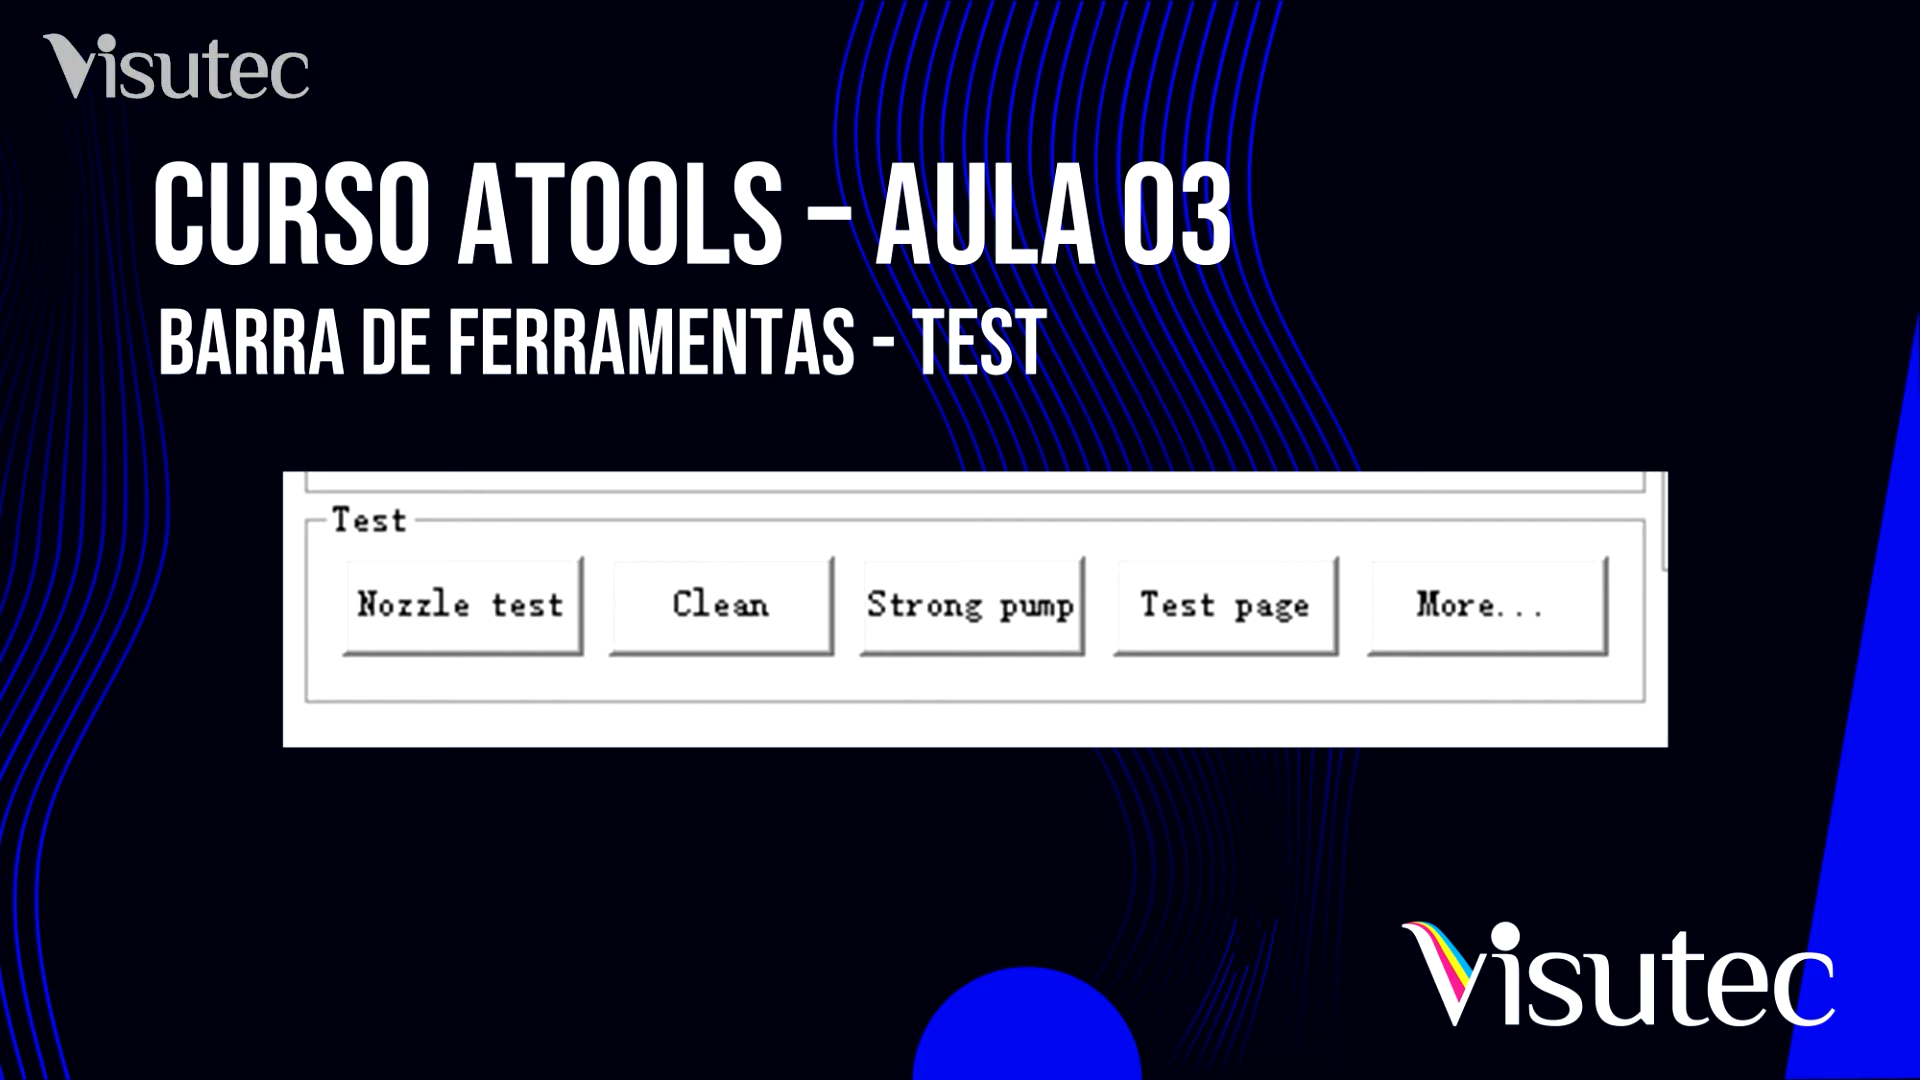 Visutec
CURSO ATOOLS – AULA 03
BARRA DE FERRAMENTAS - TEST
Test
Nozzle test Clean Strong pump Test page More...
Visutec